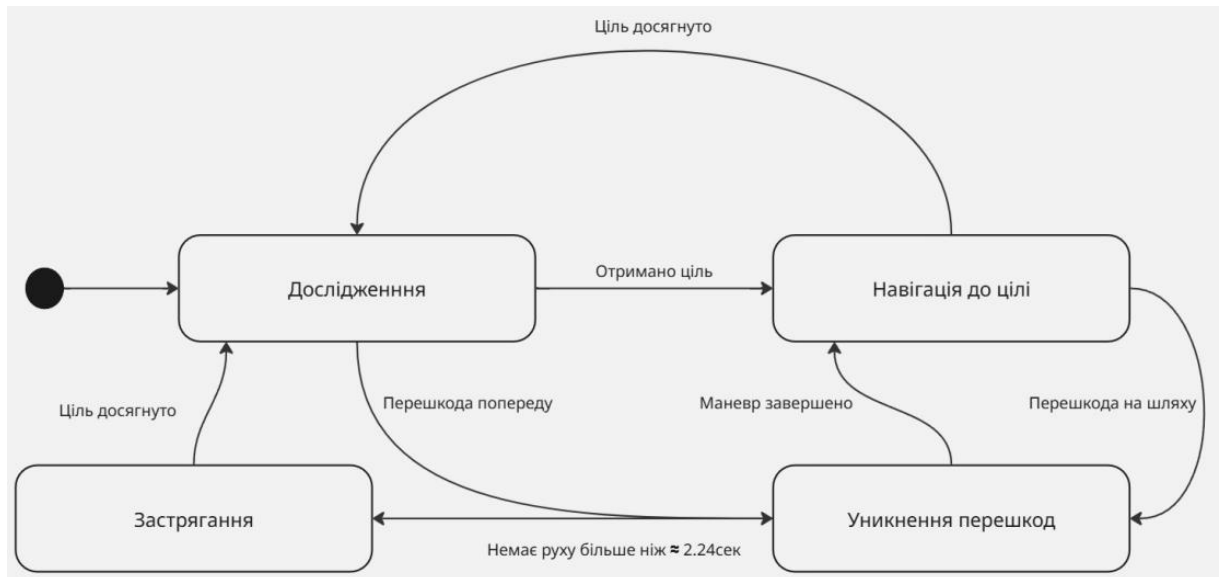 Ціль досягнуто
Дослідженння
Отримано ціль
Навігація до цілі
Ціль досягнуто
Перешкода попереду
Маневр завершено
Перешкода на шляху
Застрягання
Уникнення перешкод
Немає руху більше ніж ≈ 2.24сек